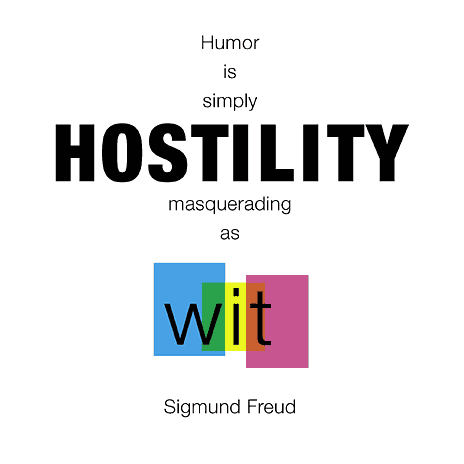 Humor
is
simply
HOSTILITY
masquerading
as
wit
Sigmund Freud